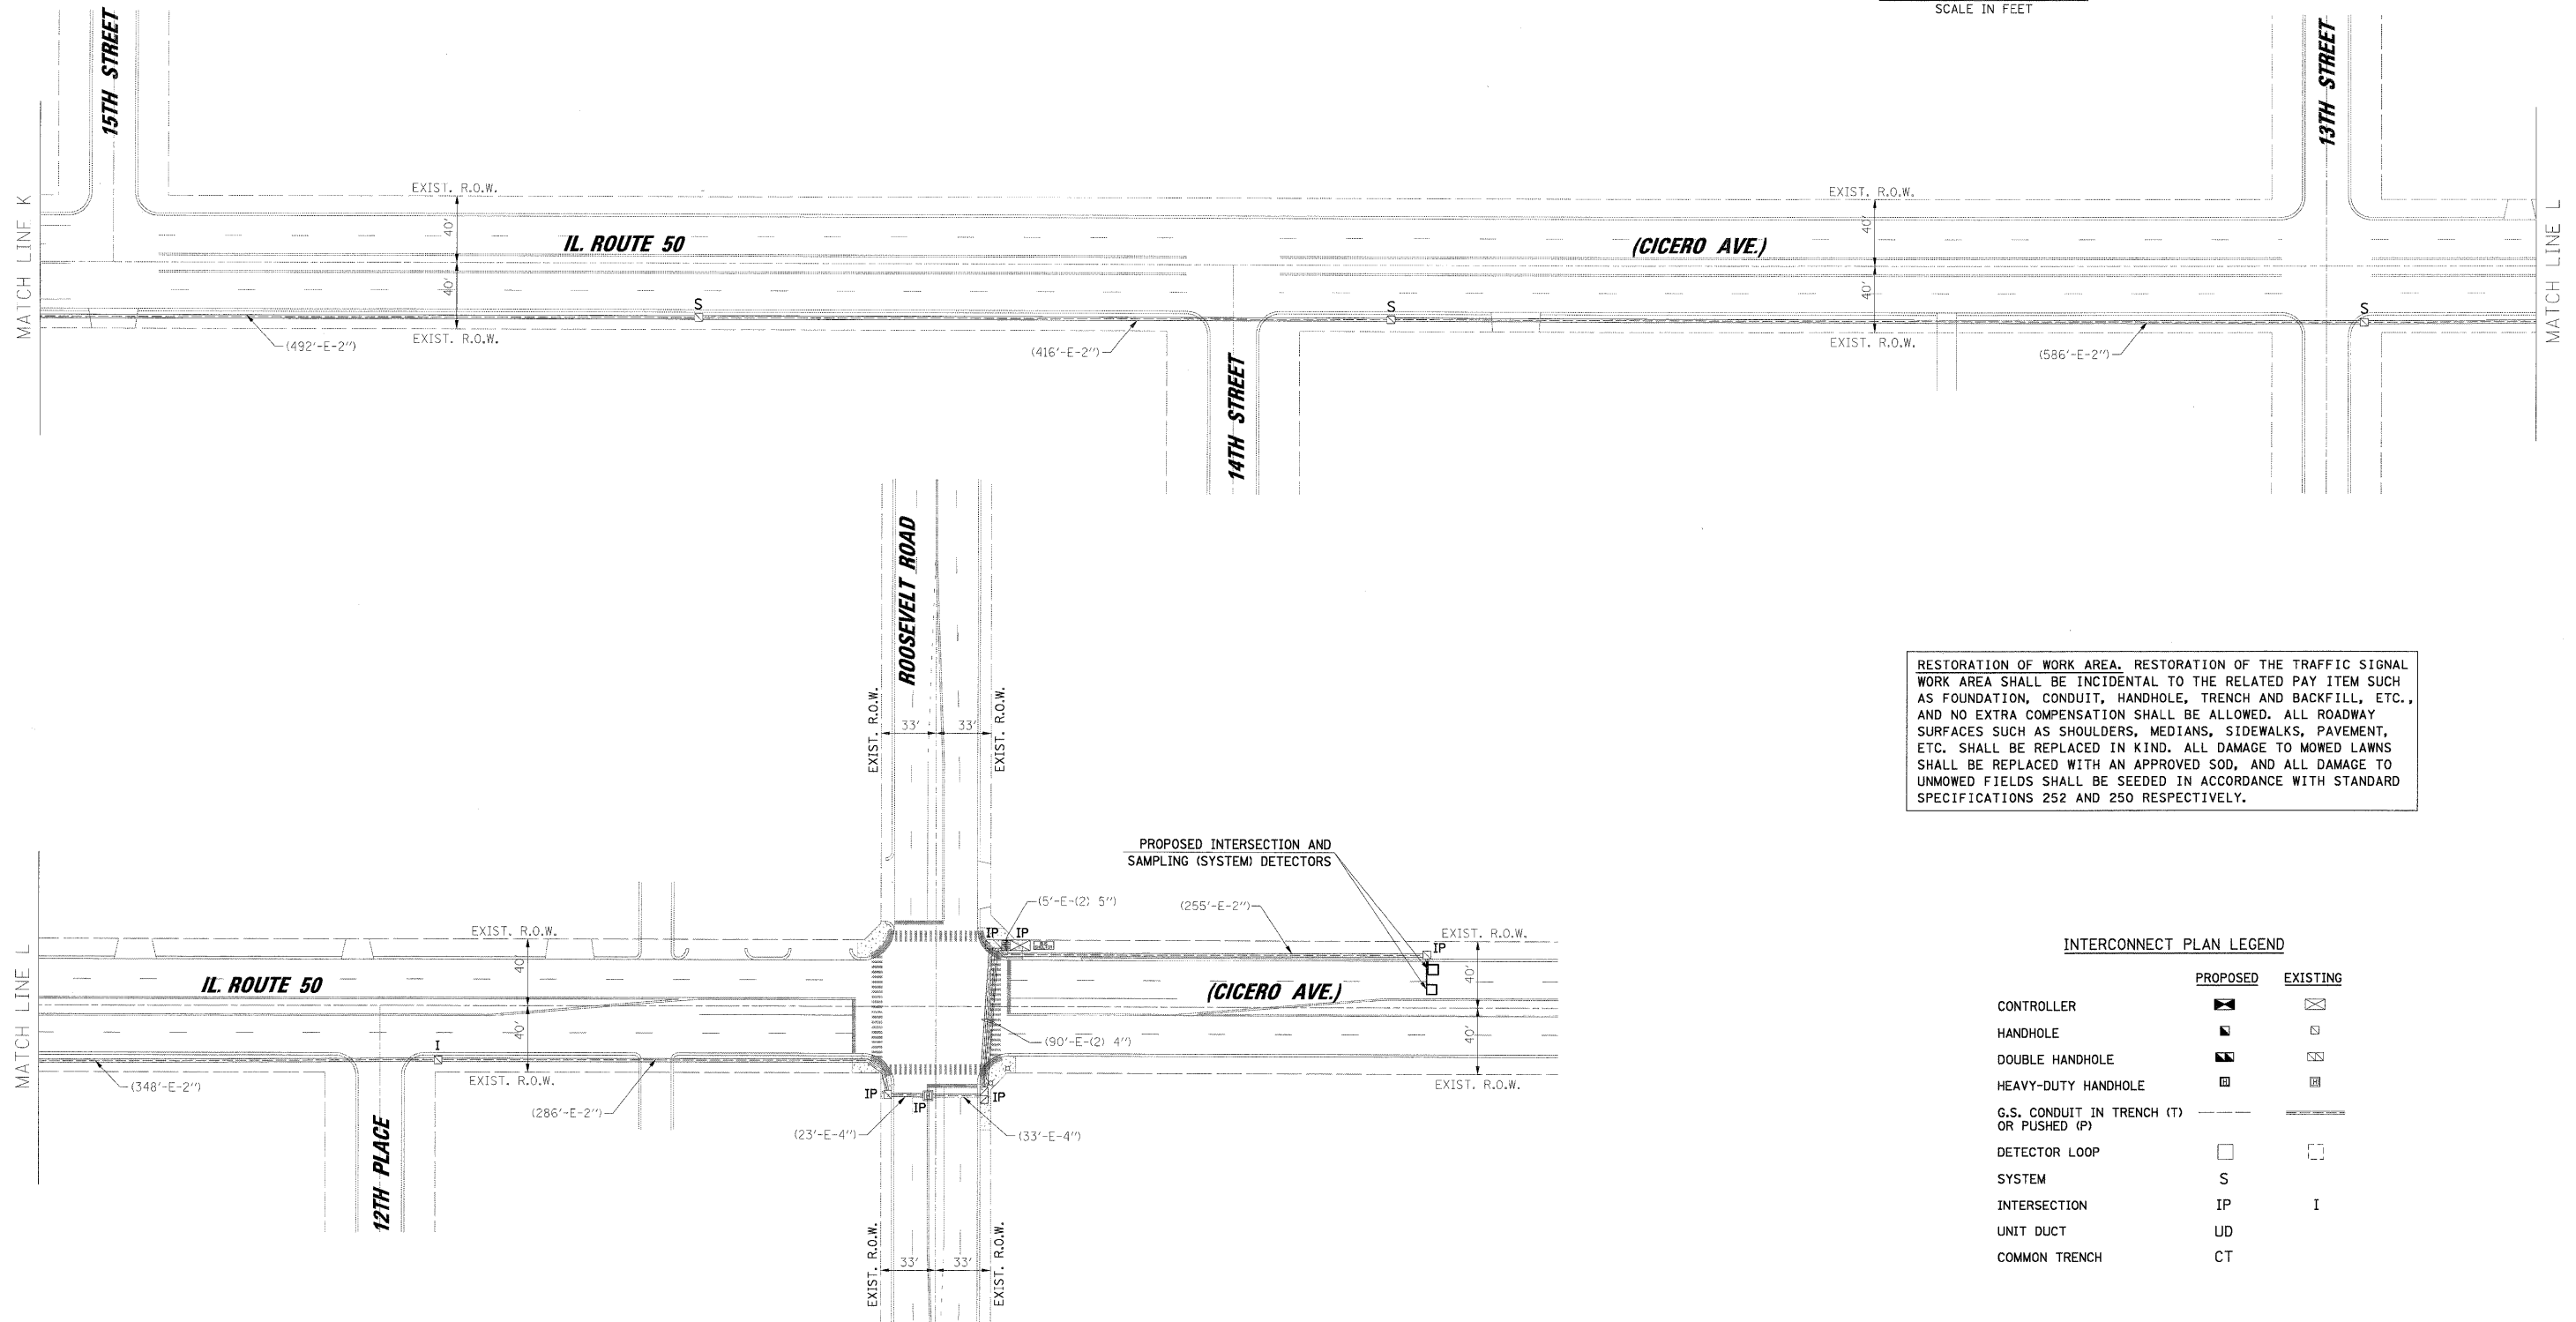 SCALE IN FEET
15TH STREET
13TH STREET
MATCH LINE K
EXIST. R.O.W.
EXIST. R.O.W.
40'
40'
IL. ROUTE 50
(CICERO AVE.)
MATCH LINE L
40'
40'
S
S
S
(492'-E-2")
EXIST. R.O.W.
(416'-E-2")
EXIST. R.O.W.
(586'-E-2")
14TH STREET
ROOSEVELT ROAD
EXIST. R.O.W.
33'
33'
EXIST. R.O.W.
RESTORATION OF WORK AREA. RESTORATION OF THE TRAFFIC SIGNAL
WORK AREA SHALL BE INCIDENTAL TO THE RELATED PAY ITEM SUCH
AS FOUNDATION, CONDUIT, HANDHOLE, TRENCH AND BACKFILL, ETC.,
AND NO EXTRA COMPENSATION SHALL BE ALLOWED. ALL ROADWAY
SURFACES SUCH AS SHOULDERS, MEDIANS, SIDEWALKS, PAVEMENT,
ETC. SHALL BE REPLACED IN KIND. ALL DAMAGE TO MOWED LAWNS
SHALL BE REPLACED WITH AN APPROVED SOD, AND ALL DAMAGE TO
UNMOWED FIELDS SHALL BE SEEDED IN ACCORDANCE WITH STANDARD
SPECIFICATIONS 252 AND 250 RESPECTIVELY.
PROPOSED INTERSECTION AND
SAMPLING (SYSTEM) DETECTORS
(5'-E-(2) 5")
(255'-E-2")
MATCH LINE L
EXIST. R.O.W.
IP IP
IP
EXIST. R.O.W.
40'
40'
IL. ROUTE 50
(CICERO AVE.)
40'
40'
I
(90'-E-(2) 4")
(348'-E-2")
EXIST. R.O.W.
(286'-E-2")
IP
IP
IP
EXIST. R.O.W.
(23'-E-4")
(33'-E-4")
12TH PLACE
EXIST. R.O.W.
33'
33'
EXIST. R.O.W.
INTERCONNECT PLAN LEGEND
PROPOSED EXISTING
CONTROLLER
HANDHOLE
DOUBLE HANDHOLE
HEAVY-DUTY HANDHOLE H H
G.S. CONDUIT IN TRENCH (T)
OR PUSHED (P)
DETECTOR LOOP
SYSTEM S
INTERSECTION IP I
UNIT DUCT UD
COMMON TRENCH CT